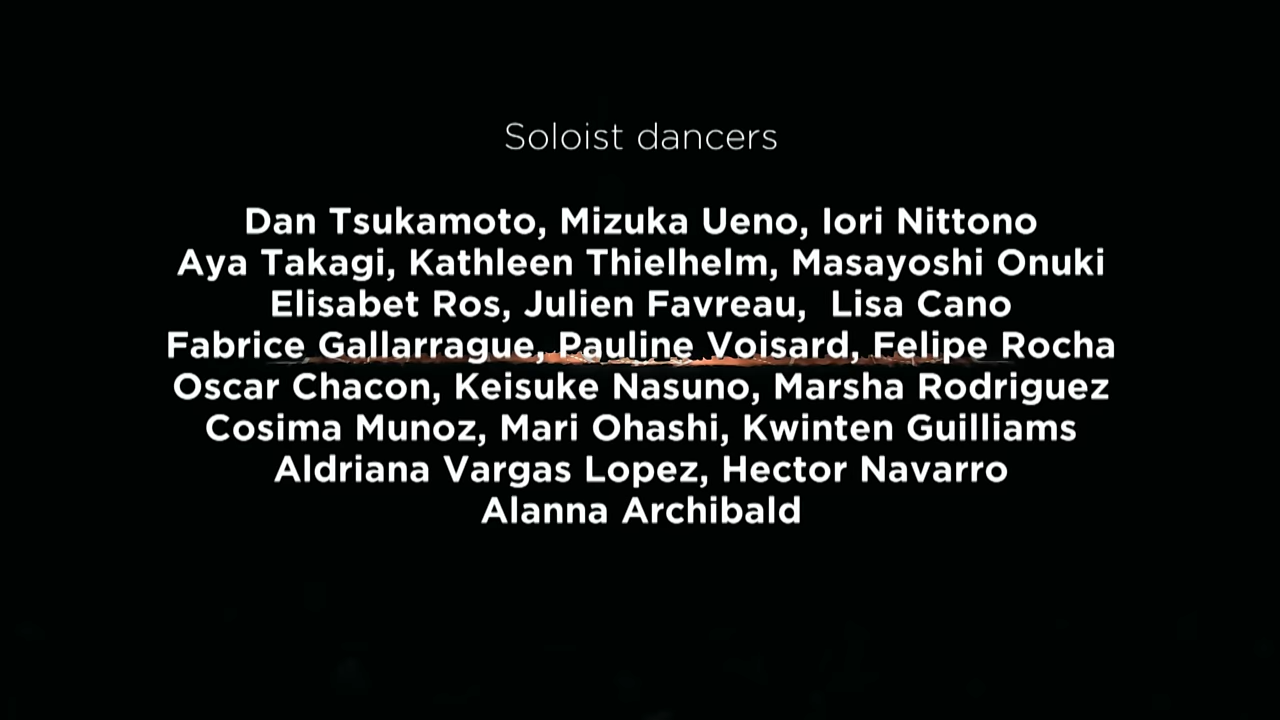 Soloist dancers
Dan Tsukamoto, Mizuka Ueno, Iori Nittono
Aya Takagi, Kathleen Thielhelm, Masayoshi Onuki
Elisabet Ros, Julien Favreau,  Lisa Cano
Fabrice Gallarrague, Pauline Voisard, Felipe Rocha
Oscar Chacon, Keisuke Nasuno, Marsha Rodriguez
Cosima Munoz, Mari Ohashi, Kwinten Guilliams
Aldriana Vargas Lopez, Hector Navarro
Alanna Archibald